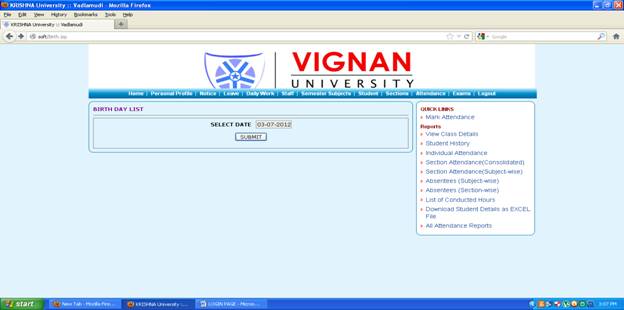 KRISHNA University :: Vadlamudi - Mozilla Firefox
File Edit View History Bookmarks Tools Help
KRISHNA University :: Vadlamudi
soft/birth.jsp
Google
VIGNAN
UNIVERSITY
Home | Personal Profile | Notice | Leave | Daily Work | Staff | Semester Subjects | Student | Sections | Attendance | Exams | Logout
BIRTH DAY LIST
SELECT DATE 03-07-2012
SUBMIT
QUICK LINKS
Mark Attendance
Reports
View Class Details
Student History
Individual Attendance
Section Attendance(Consolidated)
Section Attendance(Subject-wise)
Absentees (Subject-wise)
Absentees (Section-wise)
List of Conducted Hours
Download Student Details as EXCEL
File
All Attendance Reports
start
New Tab - Mozilla Fire...
KRISHNA University ::...
LOGIN PAGE - Micros...
3:07 PM